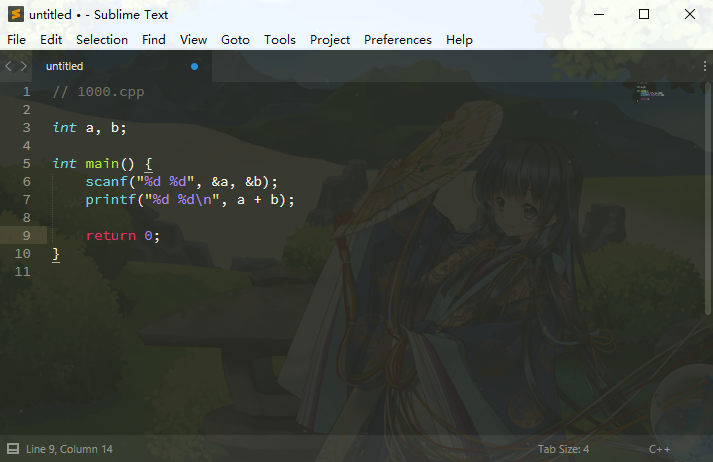 untitled • - Sublime Text
File Edit Selection Find View Goto Tools Project Preferences Help
untitled
1 // 1000.cpp
2
3 int a, b;
4
5 int main() {
6 scanf("%d %d", &a, &b);
7 printf("%d %d\n", a + b);
8
9 return 0;
10 }
11
Line 9, Column 14 Tab Size: 4 C++